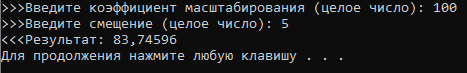 >>>Введите коэффициент масштабирования (целое число): 100
>>>Введите смещение (целое число): 5
<<<Результат: 83,74596
Для продолжения нажмите любую клавишу . . .